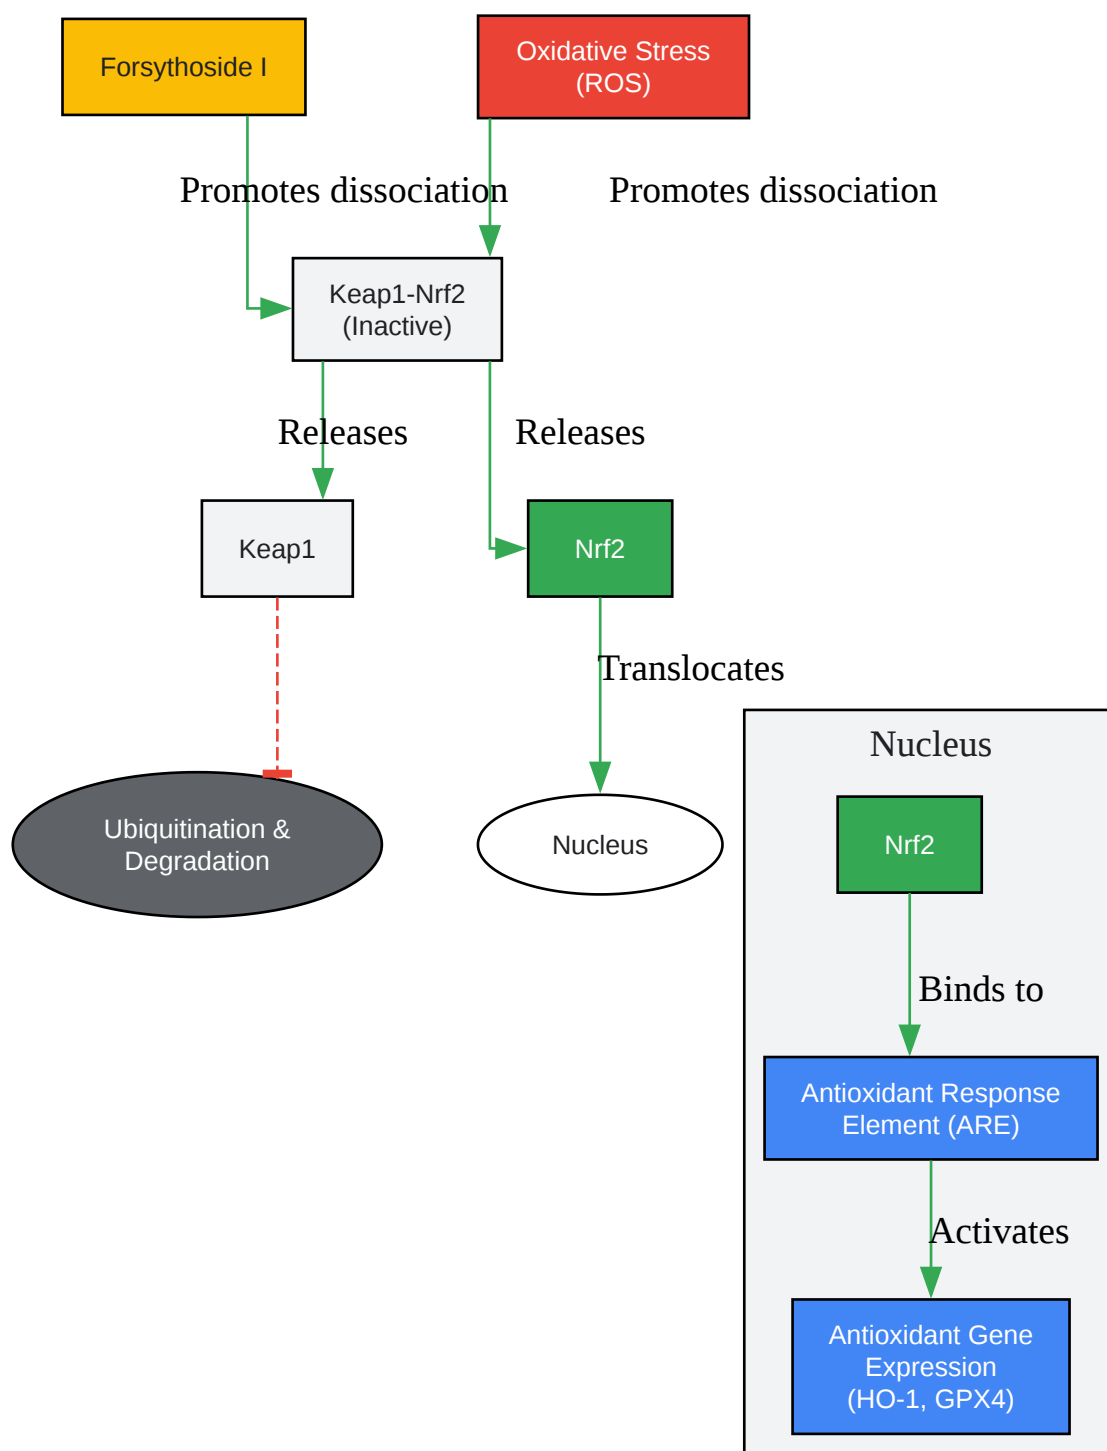 Forsythoside I
Oxidative Stress
(ROS)
Promotes dissociation
Promotes dissociation
Keap1-Nrf2
(Inactive)
Releases
Releases
Keap1
Nrf2
Translocates
Ubiquitination &
Degradation
Nucleus
Nucleus
Nrf2
Binds to
Antioxidant Response
Element (ARE)
Activates
Antioxidant Gene
Expression
(HO-1, GPX4)